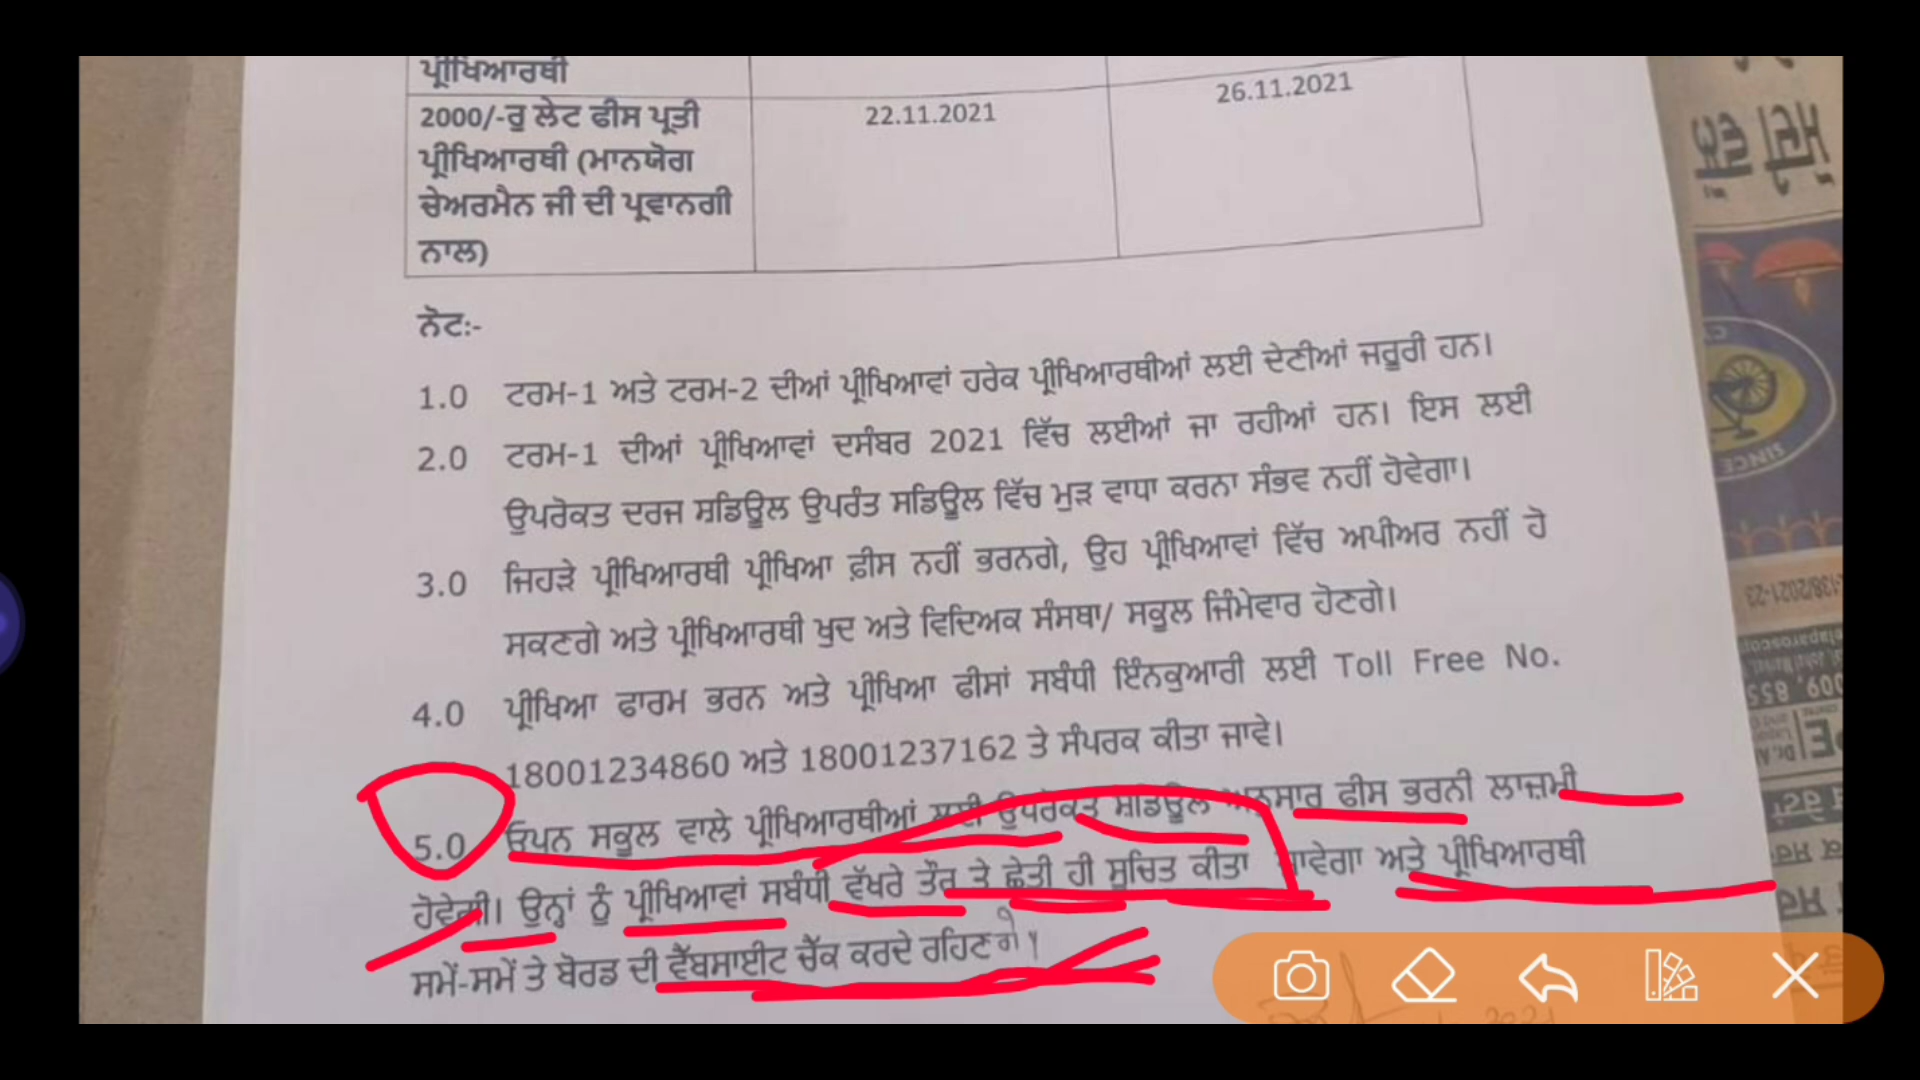 ਪ੍ਰੀਖਿਆਰਥੀ
2000/-ਰੁ ਲੇਟ ਫੀਸ ਪ੍ਰਤੀ 22.11.2021 26.11.2021
ਪ੍ਰੀਖਿਆਰਥੀ (ਮਾਨਯੋਗ
ਚੇਅਰਮੈਨ ਜੀ ਦੀ ਪ੍ਰਵਾਨਗੀ
ਨਾਲ)
ਨੋਟ:-
1.0 ਟਰਮ-1 ਅਤੇ ਟਰਮ-2 ਦੀਆਂ ਪ੍ਰੀਖਿਆਵਾਂ ਹਰੇਕ ਪ੍ਰੀਖਿਆਰਥੀਆਂ ਲਈ ਦੇਣੀਆਂ ਜਰੂਰੀ ਹਨ।
2.0 ਟਰਮ-1 ਦੀਆਂ ਪ੍ਰੀਖਿਆਵਾਂ ਦਸੰਬਰ 2021 ਵਿੱਚ ਲਈਆਂ ਜਾ ਰਹੀਆਂ ਹਨ। ਇਸ ਲਈ
ਉਪਰੋਕਤ ਦਰਜ ਸ਼ਡਿਊਲ ਉਪਰੰਤ ਸਡਿਊਲ ਵਿੱਚ ਮੁੜ ਵਾਧਾ ਕਰਨਾ ਸੰਭਵ ਨਹੀਂ ਹੋਵੇਗਾ।
3.0 ਜਿਹੜੇ ਪ੍ਰੀਖਿਆਰਥੀ ਪ੍ਰੀਖਿਆ ਫ਼ੀਸ ਨਹੀਂ ਭਰਨਗੇ, ਉਹ ਪ੍ਰੀਖਿਆਵਾਂ ਵਿੱਚ ਅਪੀਅਰ ਨਹੀਂ ਹੋ
ਸਕਣਗੇ ਅਤੇ ਪ੍ਰੀਖਿਆਰਥੀ ਖੁਦ ਅਤੇ ਵਿਦਿਅਕ ਸੰਸਥਾ/ ਸਕੂਲ ਜਿੰਮੇਵਾਰ ਹੋਣਗੇ।
4.0 ਪ੍ਰੀਖਿਆ ਫਾਰਮ ਭਰਨ ਅਤੇ ਪ੍ਰੀਖਿਆ ਫੀਸਾਂ ਸਬੰਧੀ ਇੰਨਕੁਆਰੀ ਲਈ Toll Free No.
18001234860 ਅਤੇ 18001237162 ਤੇ ਸੰਪਰਕ ਕੀਤਾ ਜਾਵੇ।
5.0 ਓਪਨ ਸਕੂਲ ਵਾਲੇ ਪ੍ਰੀਖਿਆਰਥੀਆਂ ਲਈ ਉਪਰੋਕਤ ਸ਼ਡਿਊਲ ਅਨੁਸਾਰ ਫੀਸ ਭਰਨੀ ਲਾਜ਼ਮੀ
ਹੋਵੇਗੀ। ਉਨ੍ਹਾਂ ਨੂੰ ਪ੍ਰੀਖਿਆਵਾਂ ਸਬੰਧੀ ਵੱਖਰੇ ਤੌਰ ਤੇ ਛੇਤੀ ਹੀ ਸੂਚਿਤ ਕੀਤਾ ਜਾਵੇਗਾ ਅਤੇ ਪ੍ਰੀਖਿਆਰਥੀ
ਸਮੇਂ-ਸਮੇਂ ਤੇ ਬੋਰਡ ਦੀ ਵੈੱਬਸਾਈਟ ਚੈੱਕ ਕਰਦੇ ਰਹਿਣਗੇ।
SINCE